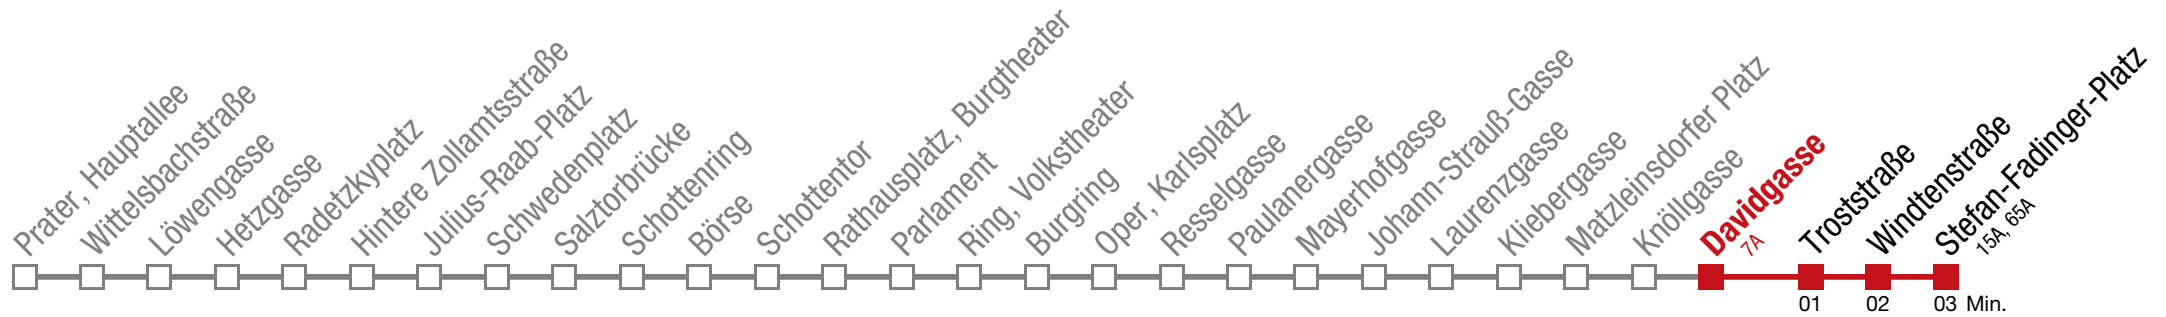 Prater, Hauptallee
Wittelsbachstraße
Löwengasse
Hetzgasse
Radetzkyplatz
Hintere Zollamtsstraße
Julius-Raab-Platz
Schwedenplatz
Salztorbrücke
Schottenring
Börse
Schottentor
Rathausplatz, Burgtheater
Parlament
Ring, Volkstheater
Burgring
Oper, Karlsplatz
Resselgasse
Paulanergasse
Mayerhofgasse
Johann-Strauß-Gasse
Laurenzgasse
Kliebergasse
Matzleinsdorfer Platz
Knöllgasse
Davidgasse
7A
Troststraße
Windtenstraße
Stefan-Fadinger-Platz
15A, 65A
01 02 03 Min.